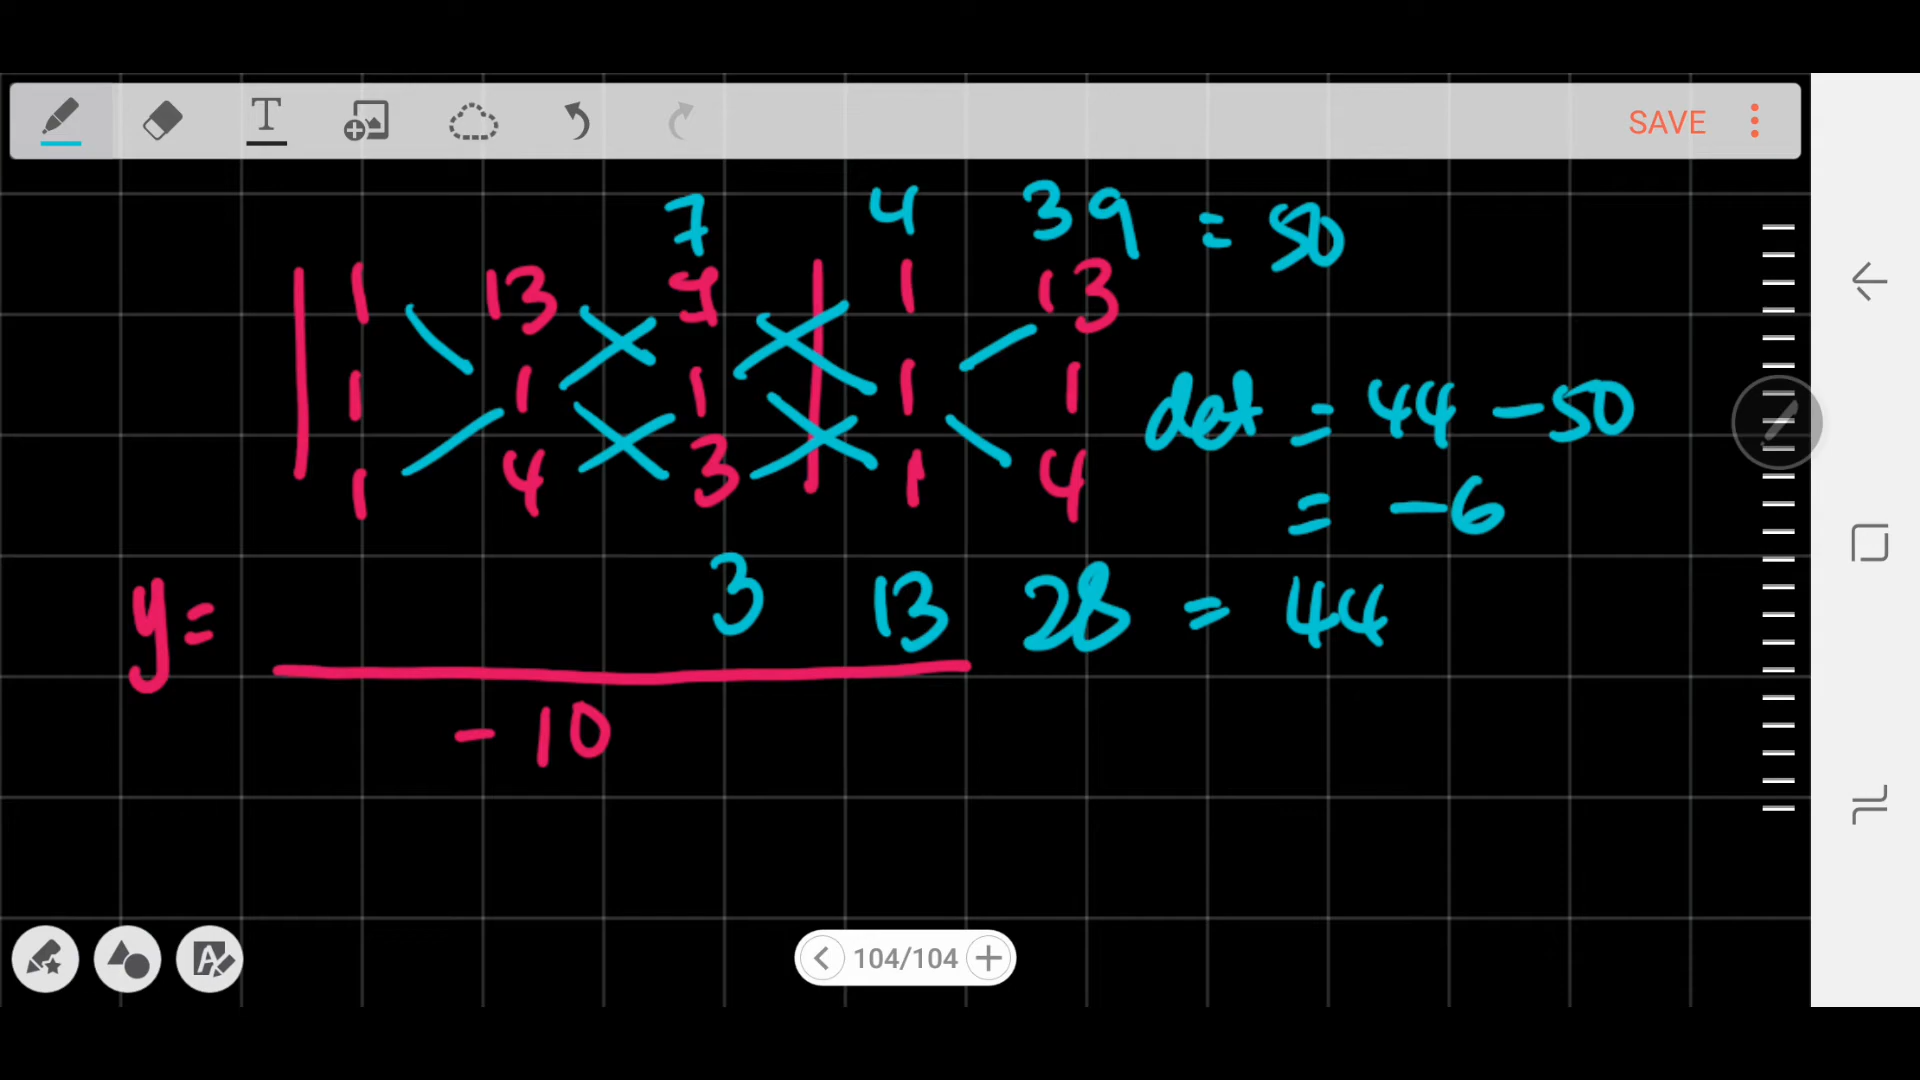 T SAVE
7 4 39 = 50
1 13 7 1 13
1 1 1 1 1 det = 44 - 50
1 4 3 1 4
= - 6
y = 3 13 28 = 44
- 10
A 104/104